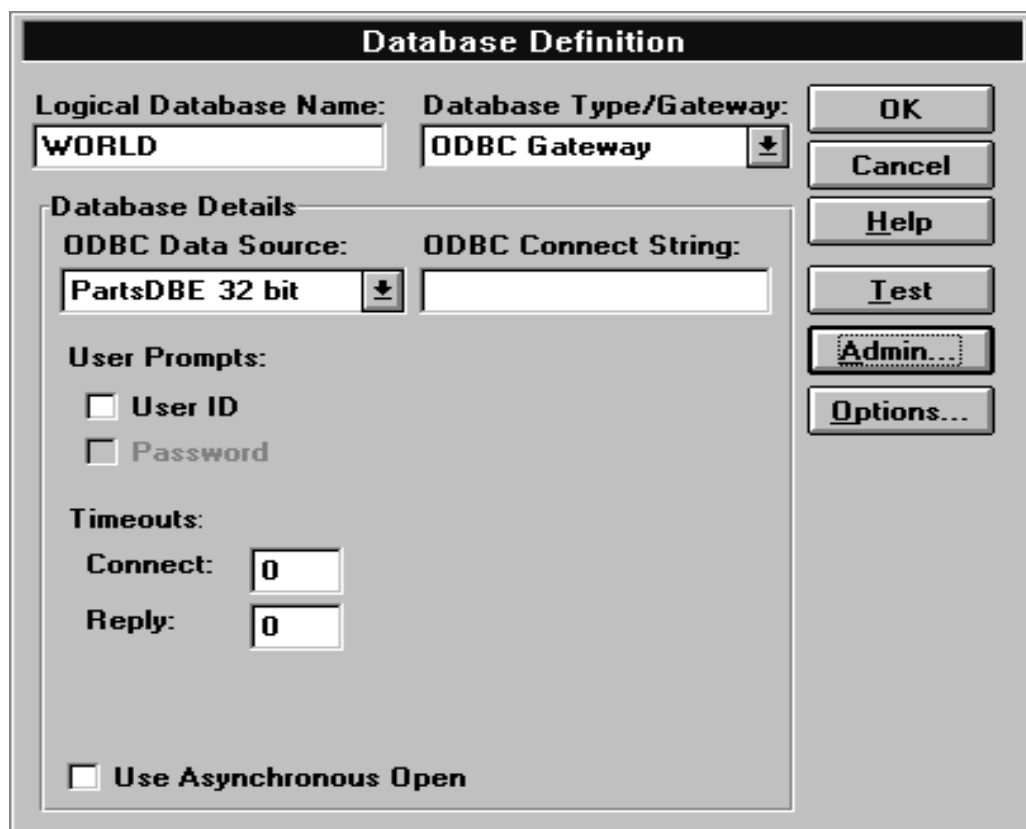 Database Definition
Logical Database Name:
Database Type/Gateway:
WORLD
ODBC Gateway
OK
Cancel
Help
Test
Admin...
Options...
Database Details
ODBC Data Source:
ODBC Connect String:
PartsDBE 32 bit
User Prompts:
User ID
Password
Timeouts:
Connect:
0
Reply:
0
Use Asynchronous Open